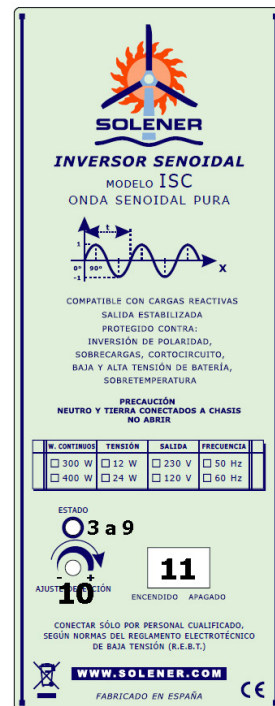 SOLENER
INVERSOR SENOIDAL
MODELO ISC
ONDA SENOIDAL PURA
t
1
0° 90°
-1
X
COMPATIBLE CON CARGAS REACTIVAS
SALIDA ESTABILIZADA
PROTEGIDO CONTRA:
INVERSIÓN DE POLARIDAD,
SOBRECARGAS, CORTOCIRCUITO,
BAJA Y ALTA TENSIÓN DE BATERÍA,
SOBRETEMPERATURA
PRECAUCIÓN
NEUTRO Y TIERRA CONECTADOS A CHASIS
NO ABRIR
W. CONTINUOS TENSIÓN SALIDA FRECUENCIA
300 W 12 W 230 V 50 Hz
400 W 24 W 120 V 60 Hz
ESTADO
3 a 9
- +
10
11
ENCENDIDO APAGADO
CONECTAR SÓLO POR PERSONAL CUALIFICADO,
SEGÚN NORMAS DEL REGLAMENTO ELECTROTÉCNICO
DE BAJA TENSIÓN (R.E.B.T.)
WWW.SOLENER.COM
FABRICADO EN ESPAÑA
CE